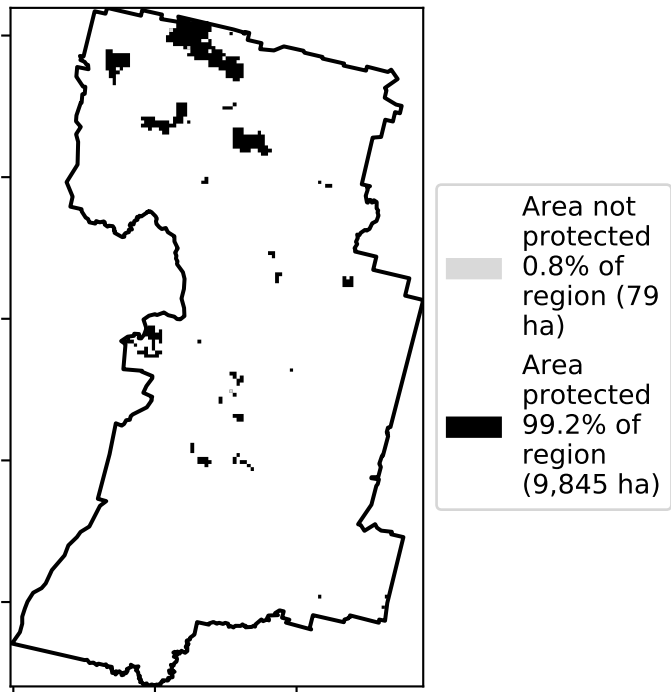 Area not
protected
0.8% of
region (79
ha)
Area
protected
99.2% of
region
(9,845 ha)